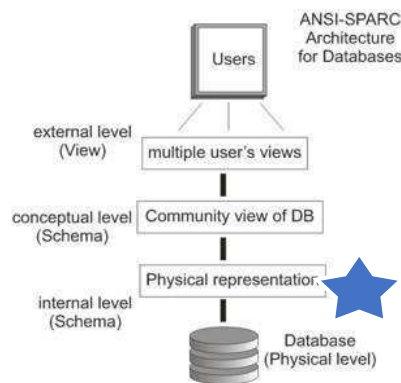 ANSI-SPARC
Architecture
for Databases
Users
external level
(View)
multiple user's views
conceptual level
(Schema)
Community view of DB
Physical representation
internal level
(Schema)
Database
(Physical level)